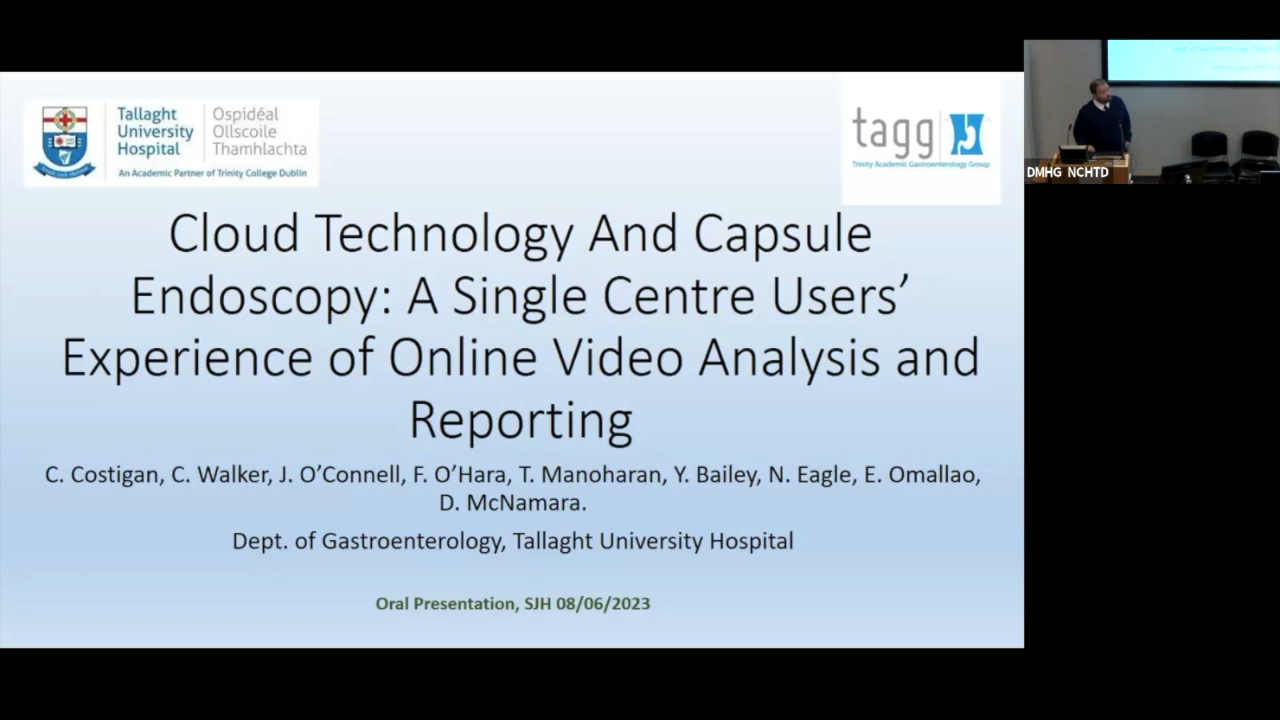 Tallaght
University
Hospital
Ospidéal
Ollscoile
Thamhlachta
An Academic Partner of Trinity College Dublin
tagg
Trinity Academic Gastroenterology Group
DMHG NCHTD
Cloud Technology And Capsule
Endoscopy: A Single Centre Users’
Experience of Online Video Analysis and
Reporting
C. Costigan, C. Walker, J. O’Connell, F. O’Hara, T. Manoharan, Y. Bailey, N. Eagle, E. Omallao,
D. McNamara.
Dept. of Gastroenterology, Tallaght University Hospital
Oral Presentation, SJH 08/06/2023